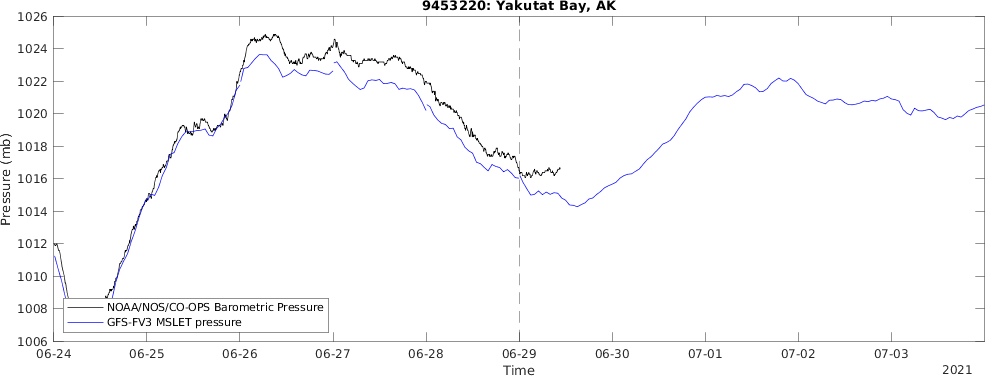 9453220: Yakutat Bay, AK
Pressure (mb)
1026
1024
1022
1020
1018
1016
1014
1012
1010
1008
1006
NOAA/NOS/CO-OPS Barometric Pressure
GFS-FV3 MSLET pressure
06-24 06-25 06-26 06-27 06-28 06-29 06-30 07-01 07-02 07-03
Time
2021